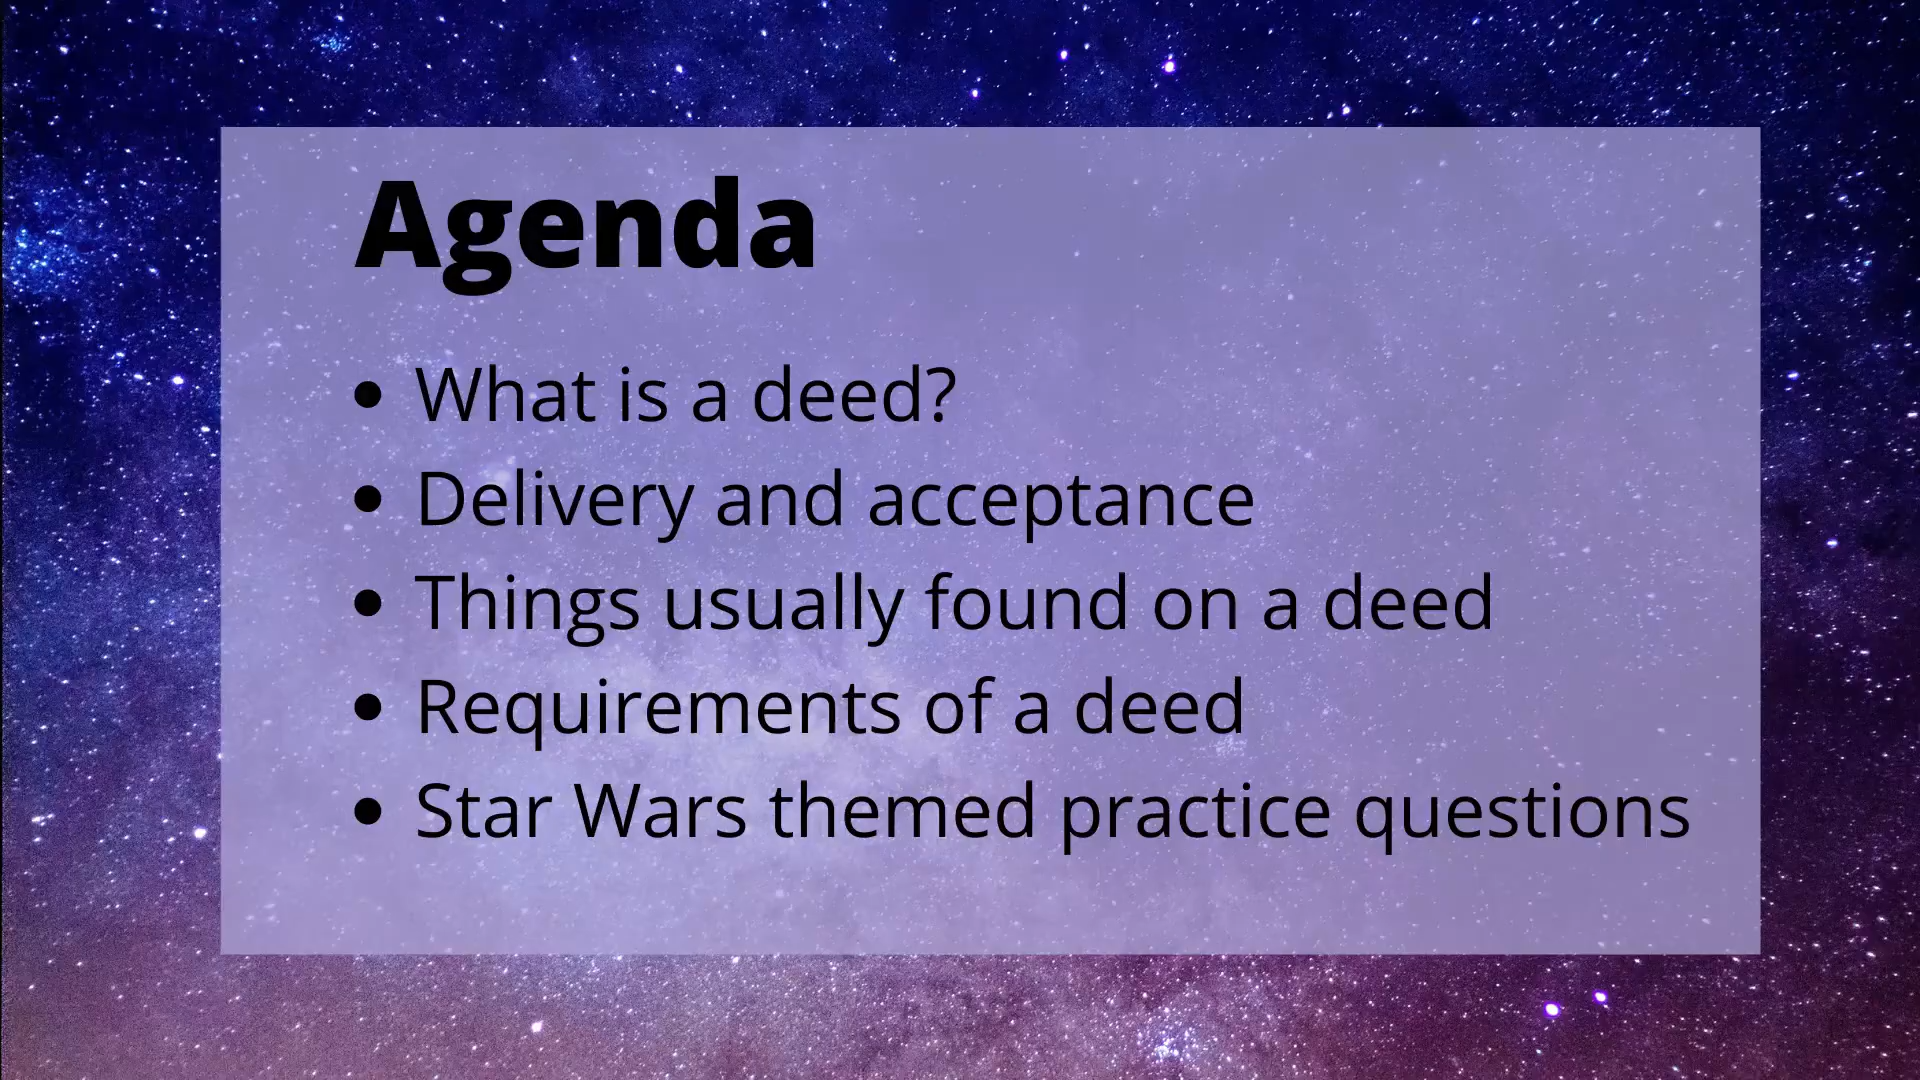 Agenda
• What is a deed?
• Delivery and acceptance
• Things usually found on a deed
• Requirements of a deed
• Star Wars themed practice questions